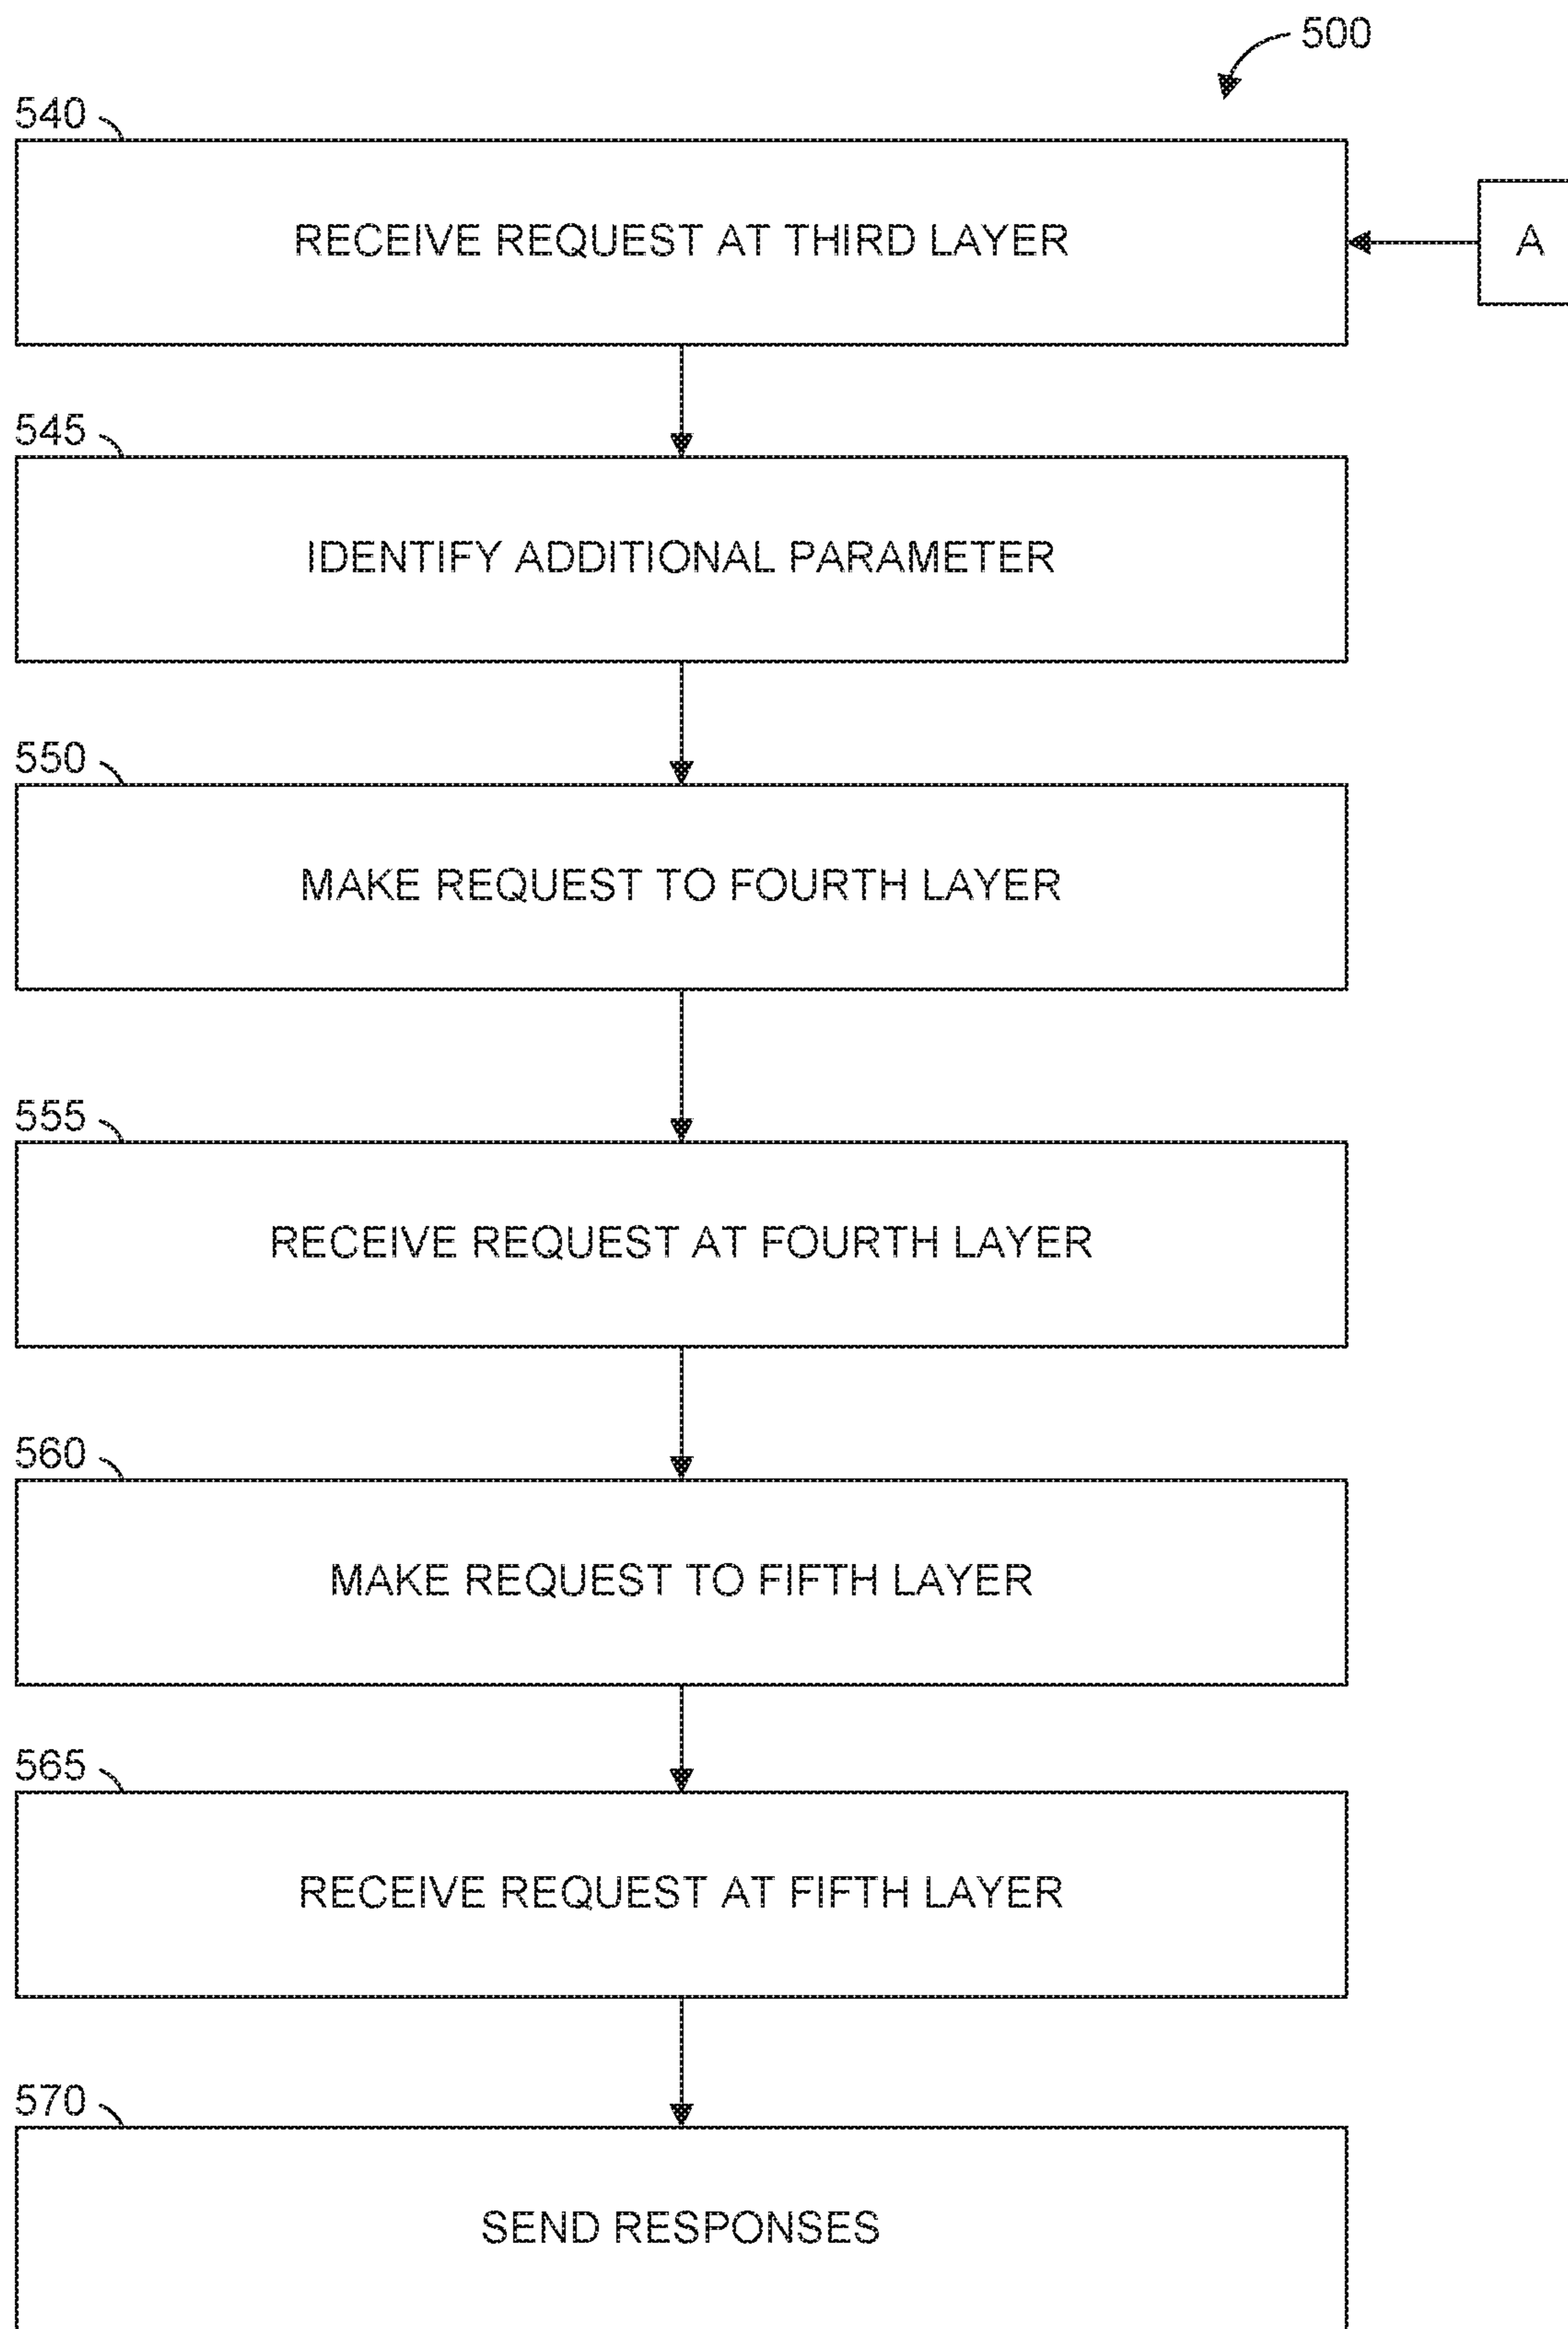 500
540
RECEIVE REQUEST AT THIRD LAYER
A
545
IDENTIFY ADDITIONAL PARAMETER
550
MAKE REQUEST TO FOURTH LAYER
555
RECEIVE REQUEST AT FOURTH LAYER
560
MAKE REQUEST TO FIFTH LAYER
565
RECEIVE REQUEST AT FIFTH LAYER
570
SEND RESPONSES